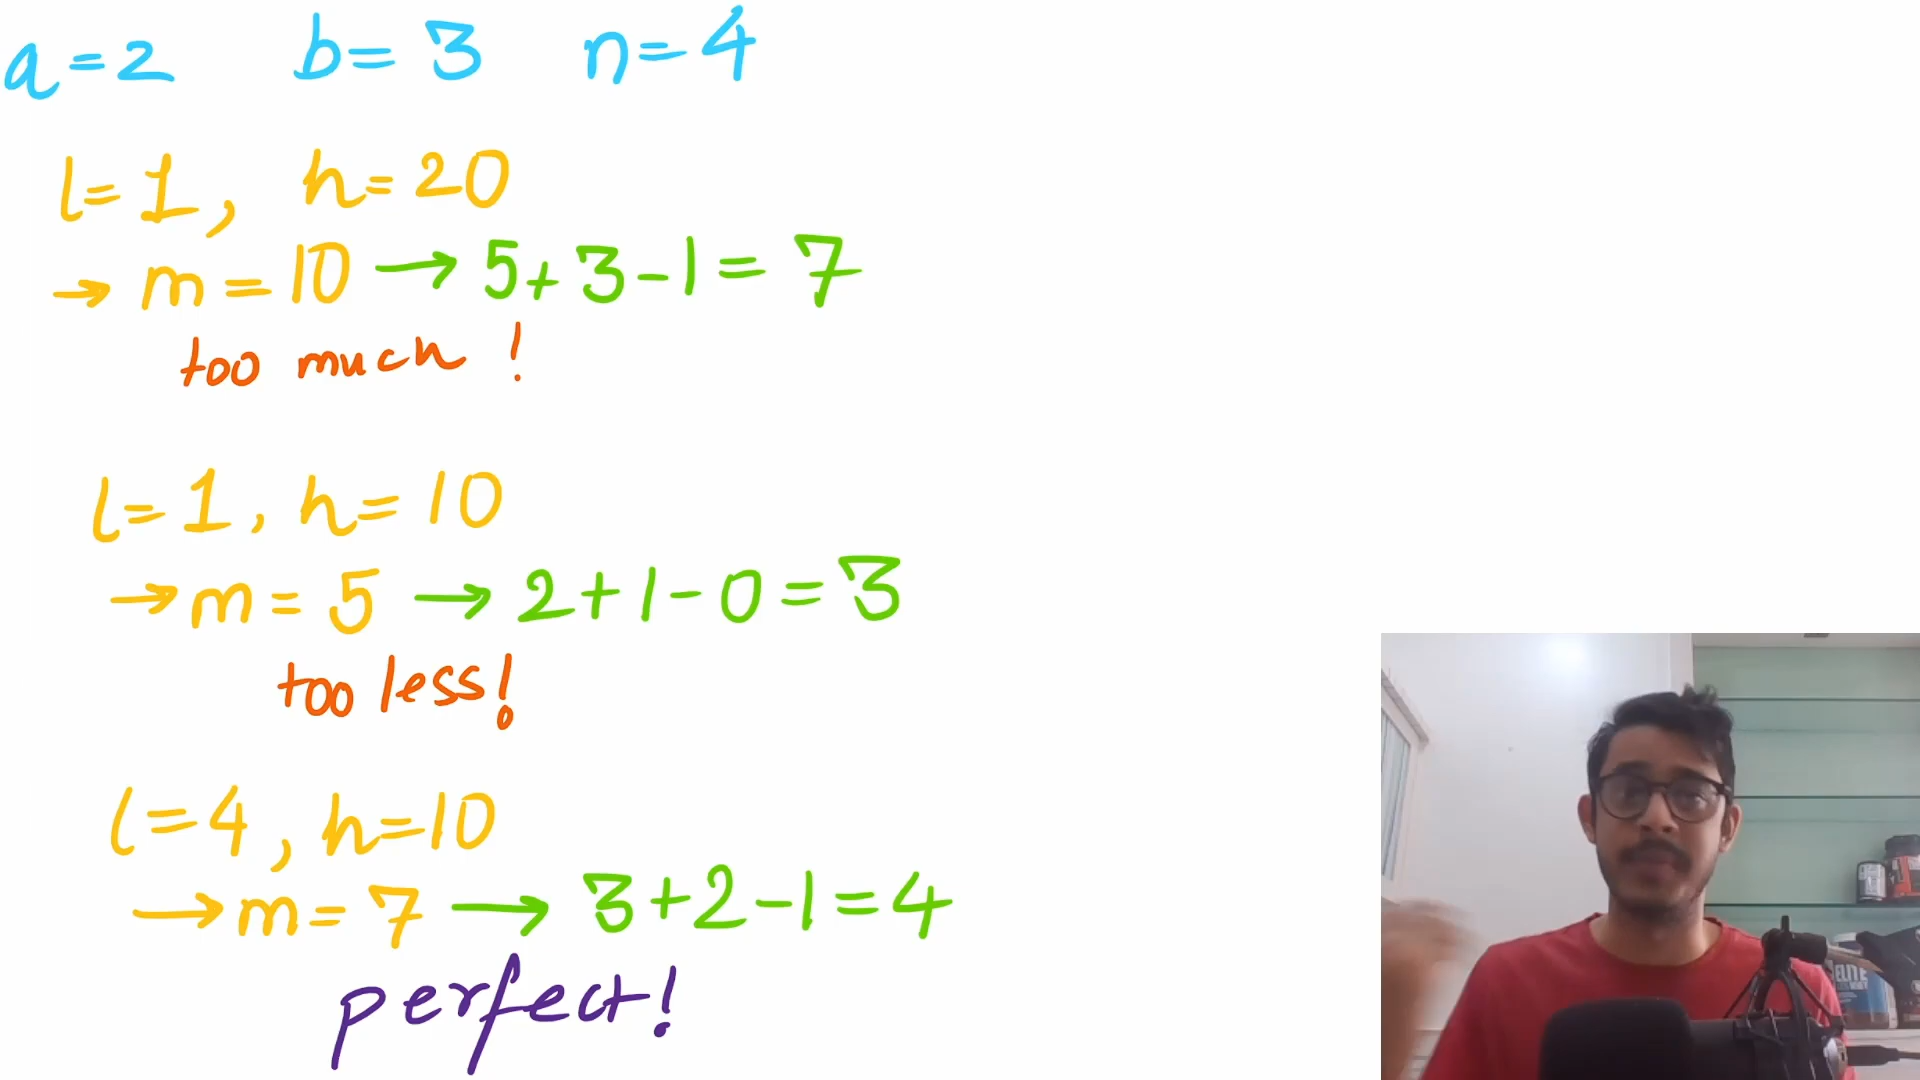 a=2 b=3 n=4
l=1, h=20
→ m=10 → 5+3-1=7
too much !
l=1, h=10
→ m=5 → 2+1-0=3
too less!
l=4, h=10
→ m=7 → 3+2-1=4
perfect!
ELITE